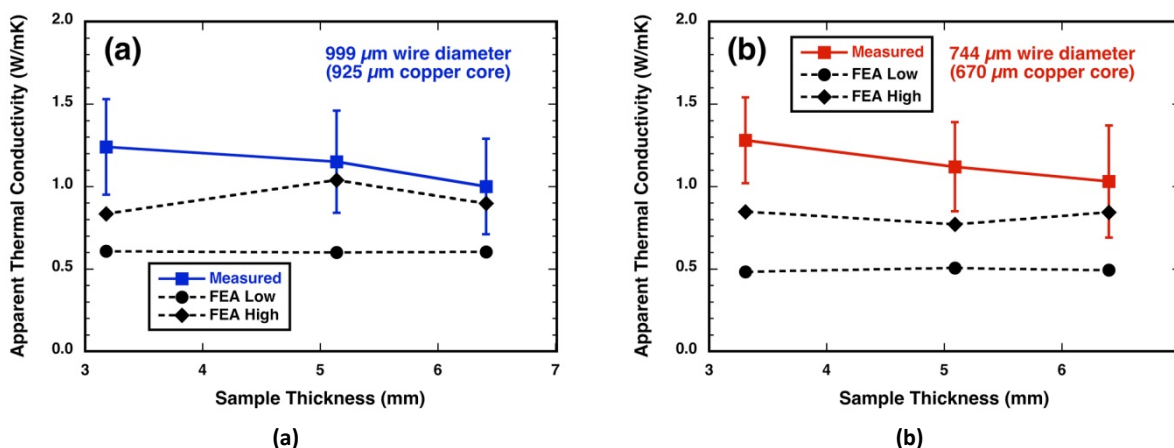 (a)
999 µm wire diameter
(925 µm copper core)
Apparent Thermal Conductivity (W/mK)
2.0
1.5
1.0
0.5
0.0
Measured
FEA Low
FEA High
3
4
5
6
7
Sample Thickness (mm)
(a)
(b)
Measured
FEA Low
FEA High
744 µm wire diameter
(670 µm copper core)
Apparent Thermal Conductivity (W/mK)
2.0
1.5
1.0
0.5
0.0
3
4
5
6
Sample Thickness (mm)
(b)